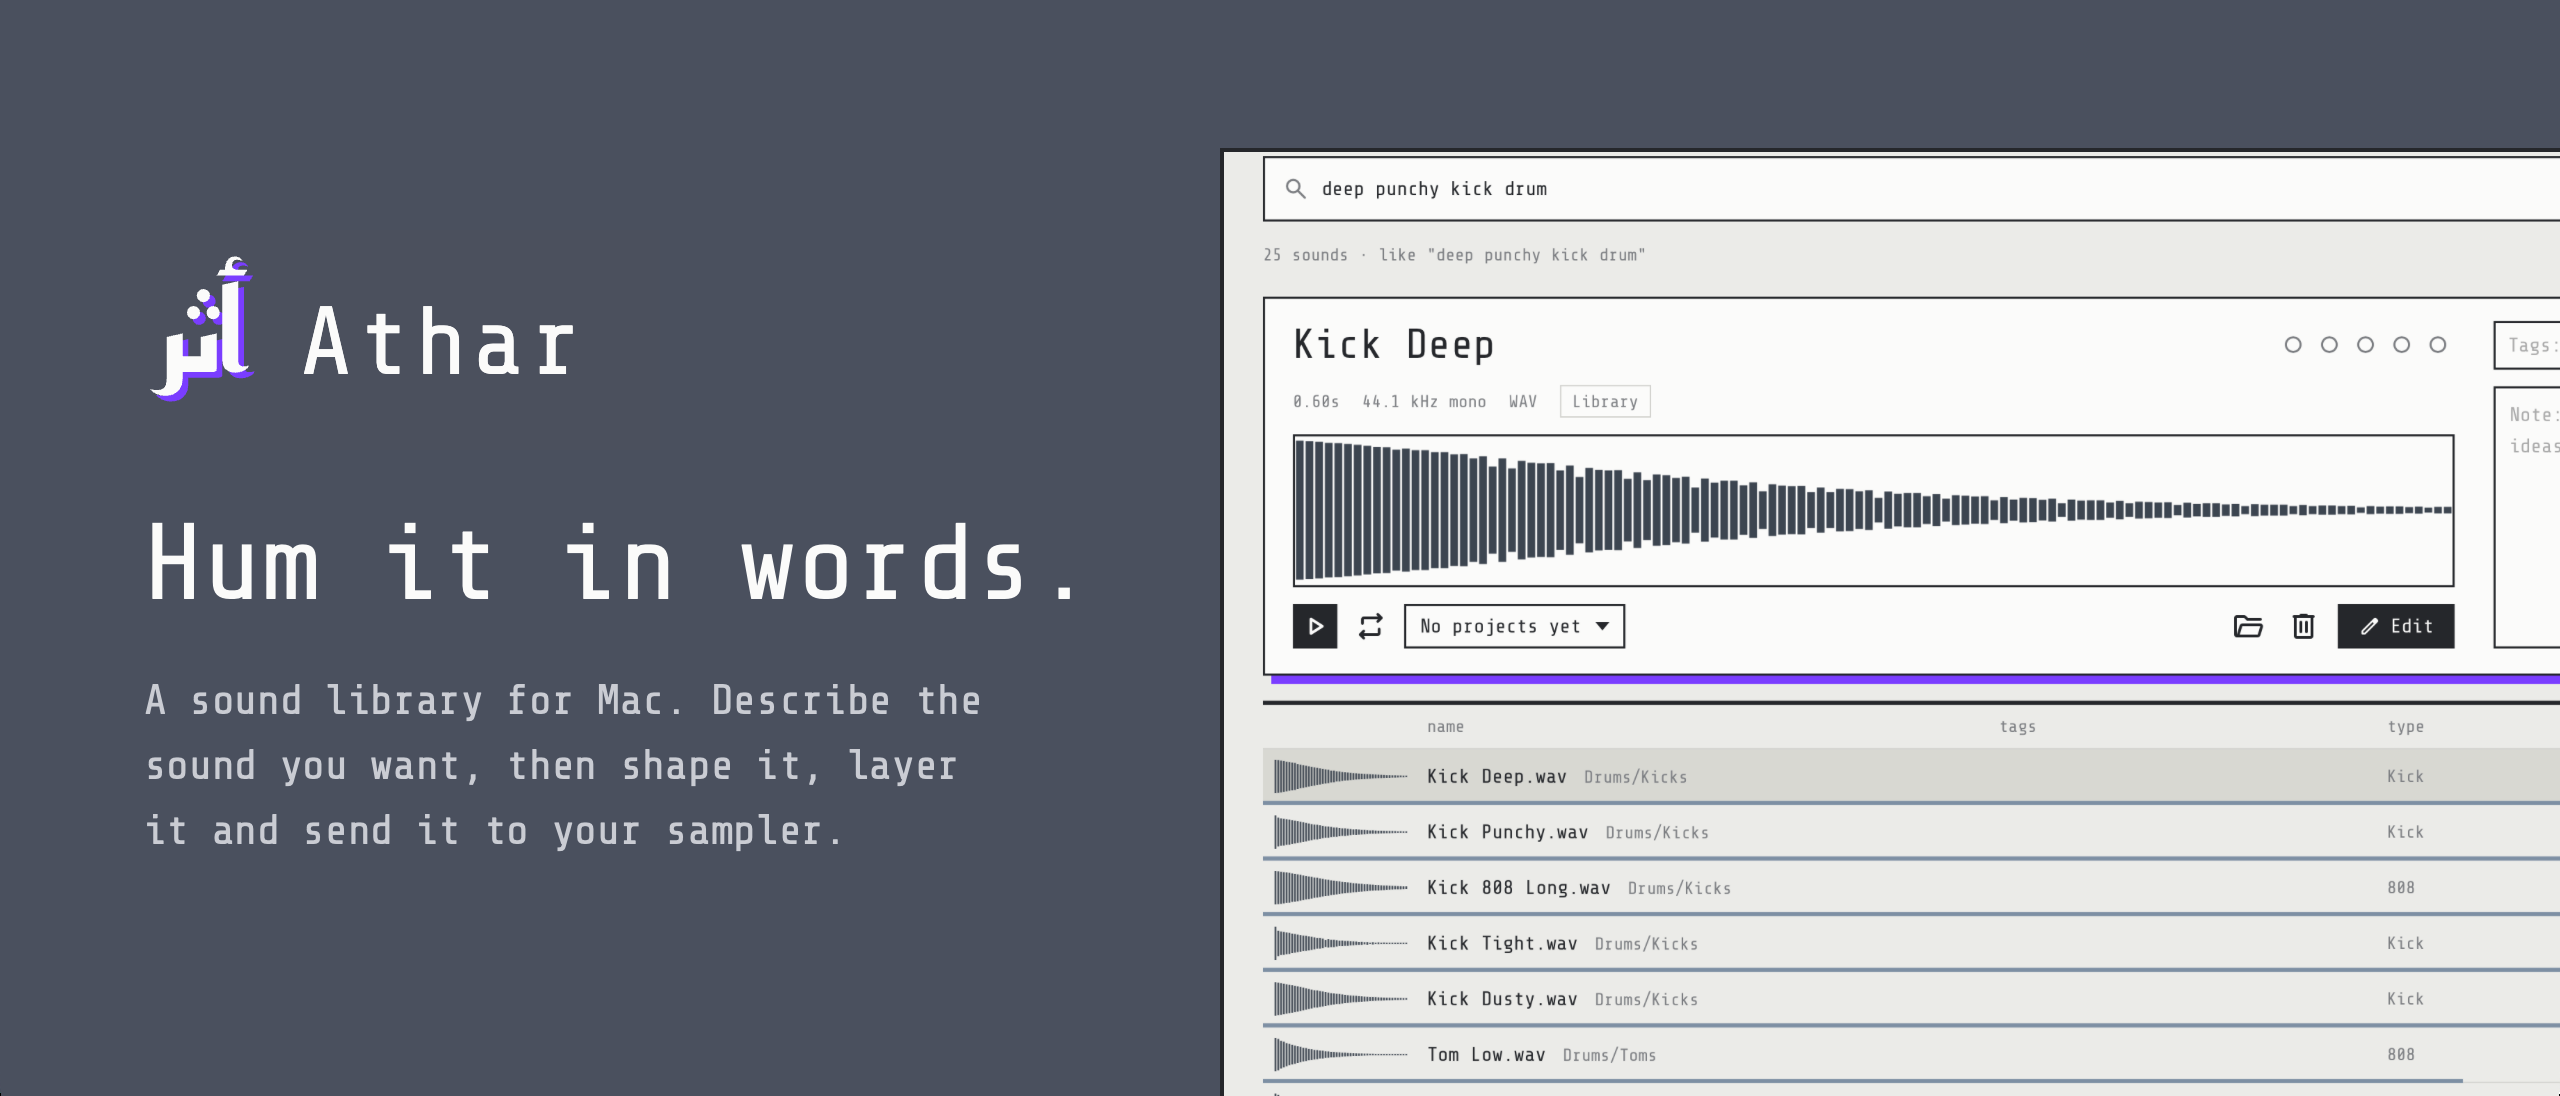 أثر
Athar
Hum it in words.
A sound library for Mac. Describe the
sound you want, then shape it, layer
it and send it to your sampler.
deep punchy kick drum
25 sounds · like "deep punchy kick drum"
Kick Deep
Tags:
0.60s 44.1 kHz mono WAV Library
Note:
ideas
No projects yet
Edit
name tags type
Kick Deep.wav Drums/Kicks Kick
Kick Punchy.wav Drums/Kicks Kick
Kick 808 Long.wav Drums/Kicks 808
Kick Tight.wav Drums/Kicks Kick
Kick Dusty.wav Drums/Kicks Kick
Tom Low.wav Drums/Toms 808